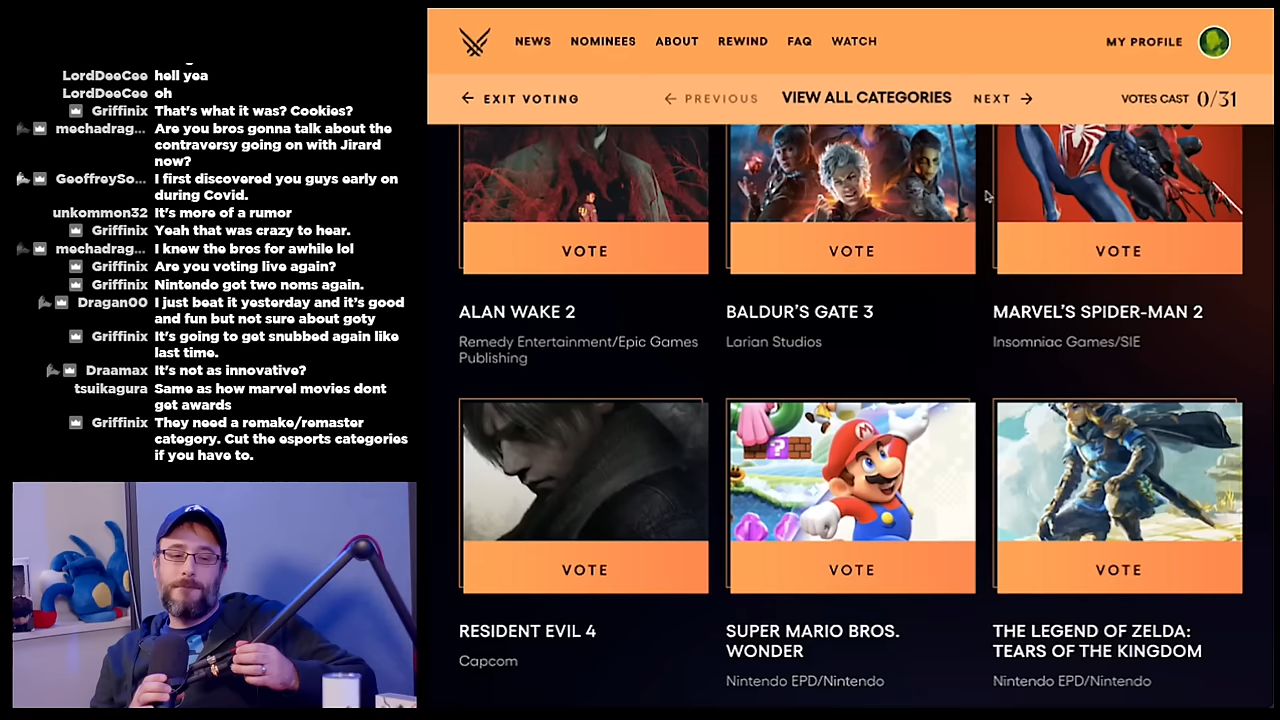 LordDeeCee hell yea
LordDeeCee oh
Griffinix That's what it was? Cookies?
mechadrag... Are you bros gonna talk about the
contraversy going on with Jirard
now?
GeoffreySo... I first discovered you guys early on
during Covid.
unkommon32 It's more of a rumor
Griffinix Yeah that was crazy to hear.
mechadrag... I knew the bros for awhile lol
Griffinix Are you voting live again?
Griffinix Nintendo got two noms again.
Dragan00 I just beat it yesterday and it's good
and fun but not sure about goty
Griffinix It's going to get snubbed again like
last time.
Draamax It's not as innovative?
tsuikagura Same as how marvel movies dont
get awards
Griffinix They need a remake/remaster
category. Cut the esports categories
if you have to.
NEWS NOMINEES ABOUT REWIND FAQ WATCH MY PROFILE
← EXIT VOTING ← PREVIOUS VIEW ALL CATEGORIES NEXT → VOTES CAST 0/31
VOTE VOTE VOTE
ALAN WAKE 2
Remedy Entertainment/Epic Games
Publishing
BALDUR'S GATE 3
Larian Studios
MARVEL'S SPIDER-MAN 2
Insomniac Games/SIE
VOTE VOTE VOTE
RESIDENT EVIL 4
Capcom
SUPER MARIO BROS.
WONDER
Nintendo EPD/Nintendo
THE LEGEND OF ZELDA:
TEARS OF THE KINGDOM
Nintendo EPD/Nintendo